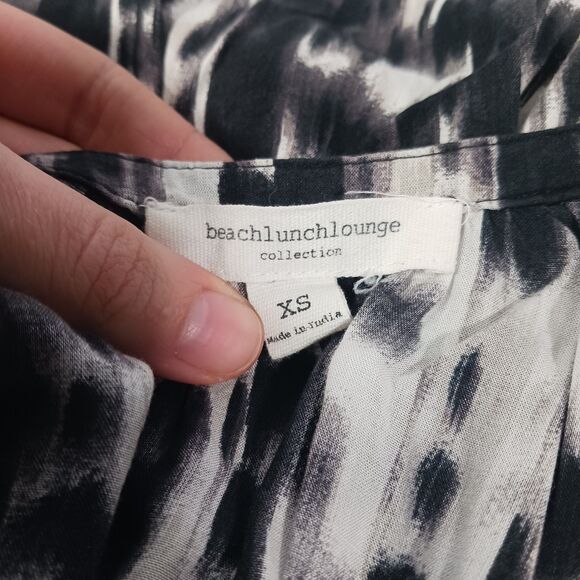 beachlunchlounge
collection
XS
Made in India